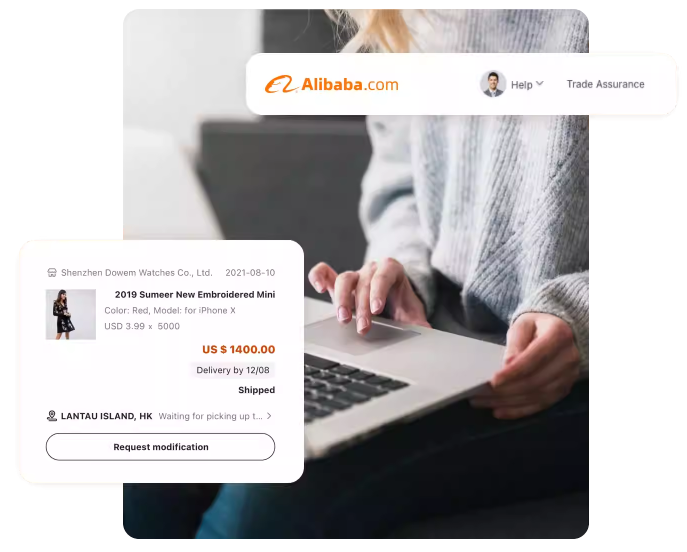 Alibaba.com
Help
Trade Assurance
Shenzhen Dowem Watches Co., Ltd. 2021-08-10
2019 Sumeer New Embroidered Mini
Color: Red, Model: for iPhone X
USD 3.99 x 5000
US $ 1400.00
Delivery by 12/08
Shipped
LANTAU ISLAND, HK Waiting for picking up t...
Request modification